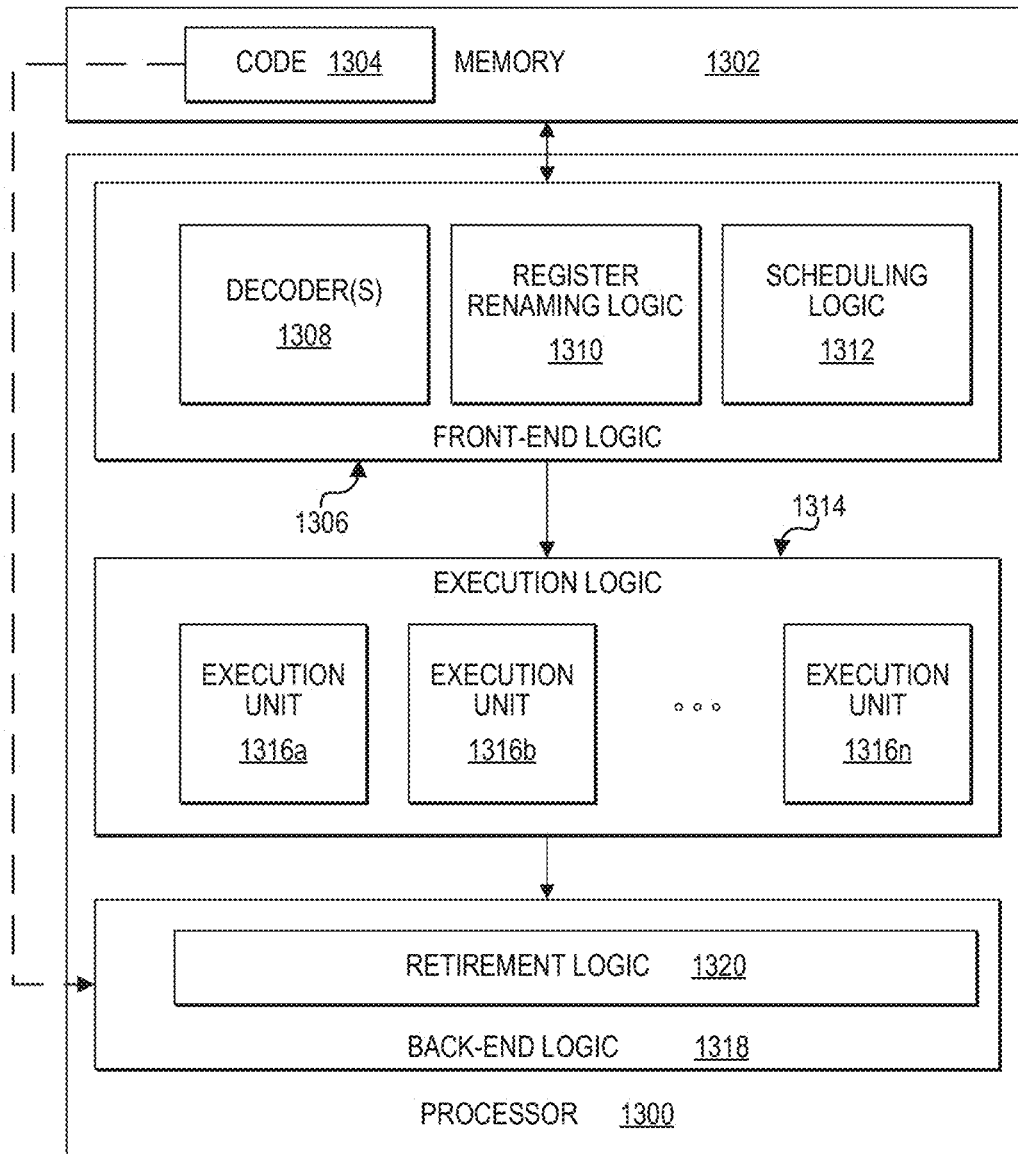 CODE 1304 MEMORY 1302
DECODER(S)
1308
REGISTER
RENAMING LOGIC
1310
SCHEDULING
LOGIC
1312
FRONT-END LOGIC
1306
1314
EXECUTION LOGIC
EXECUTION
UNIT
1316a
EXECUTION
UNIT
1316b
EXECUTION
UNIT
1316n
RETIREMENT LOGIC 1320
BACK-END LOGIC 1318
PROCESSOR 1300